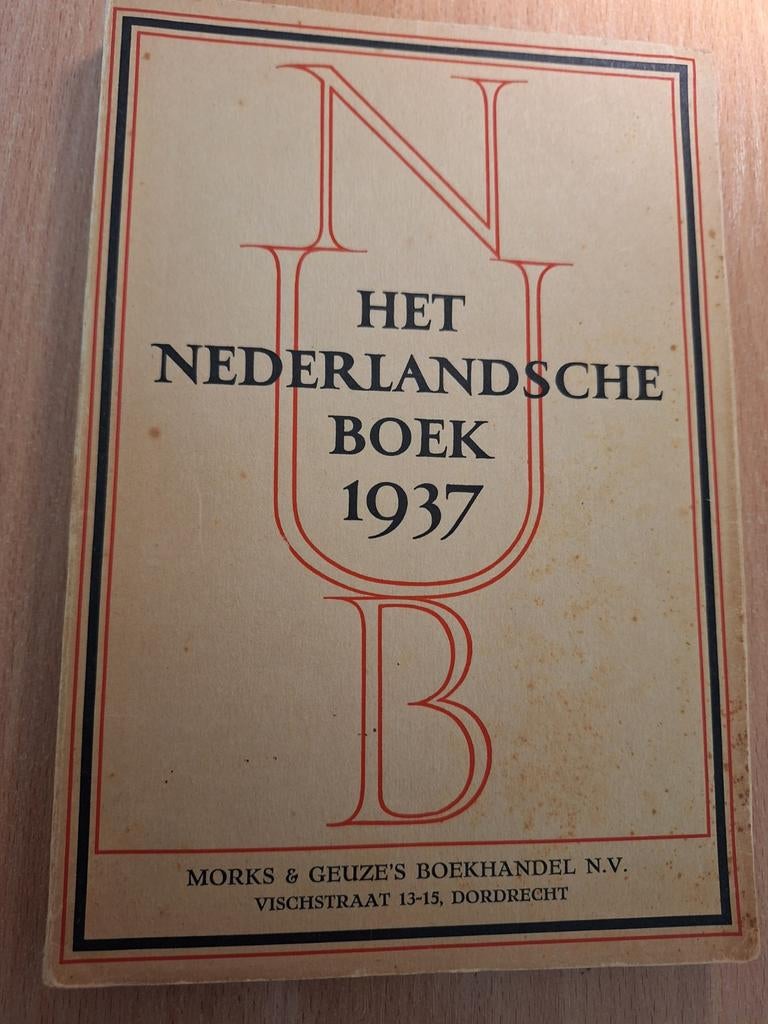 N
U
HET
NEDERLANDSCHE
BOEK
1937
B
MORKS & GEUZE'S BOEKHANDEL N.V.
VISCHSTRAAT 13-15, DORDRECHT